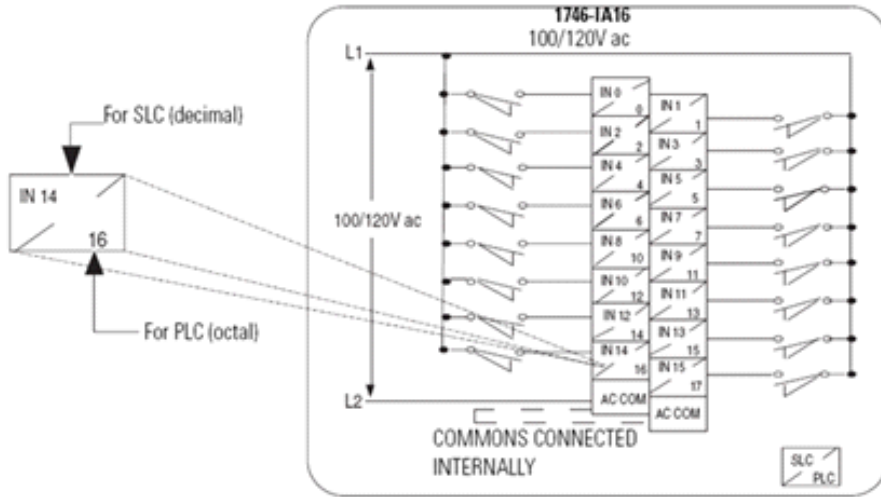 1746-IA16
100/120V ac
L1
For SLC (decimal)
IN 14
16
For PLC (octal)
100/120V ac
IN 0
0
IN 1
1
IN 2
2
IN 3
3
IN 4
4
IN 5
5
IN 6
6
IN 7
7
IN 8
10
IN 9
11
IN 10
12
IN 11
13
IN 12
14
IN 13
15
IN 14
16
IN 15
17
L2
AC COM
AC COM
COMMONS CONNECTED
INTERNALLY
SLC
PLC